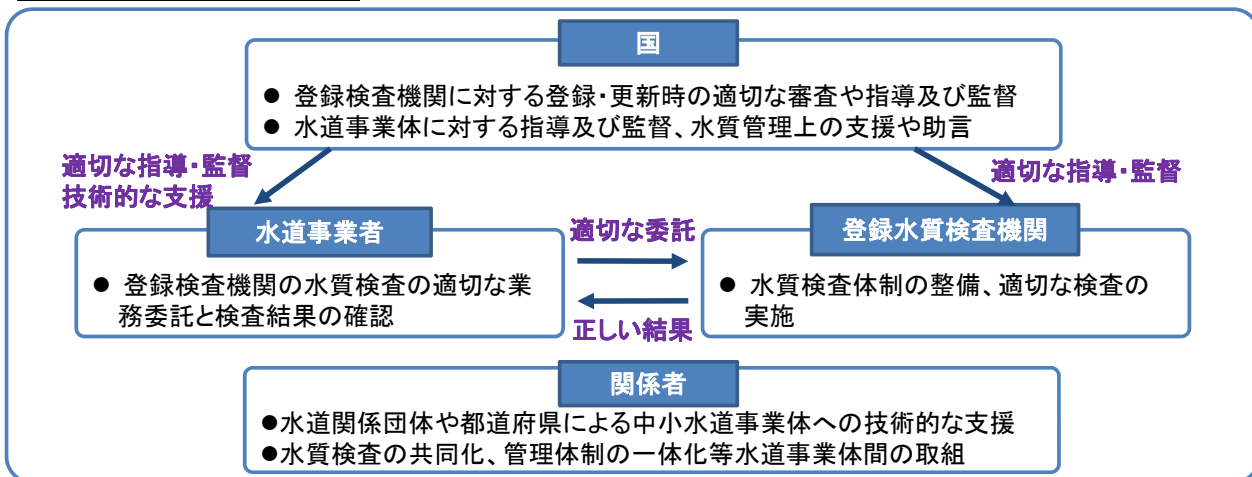 国
● 登録検査機関に対する登録・更新時の適切な審査や指導及び監督
● 水道事業体に対する指導及び監督、水質管理上の支援や助言
適切な指導・監督
技術的な支援
適切な指導・監督
水道事業者
● 登録検査機関の水質検査の適切な業
務委託と検査結果の確認
適切な委託
正しい結果
登録水質検査機関
● 水質検査体制の整備、適切な検査の
実施
関係者
●水道関係団体や都道府県による中小水道事業体への技術的な支援
●水質検査の共同化、管理体制の一体化等水道事業体間の取組